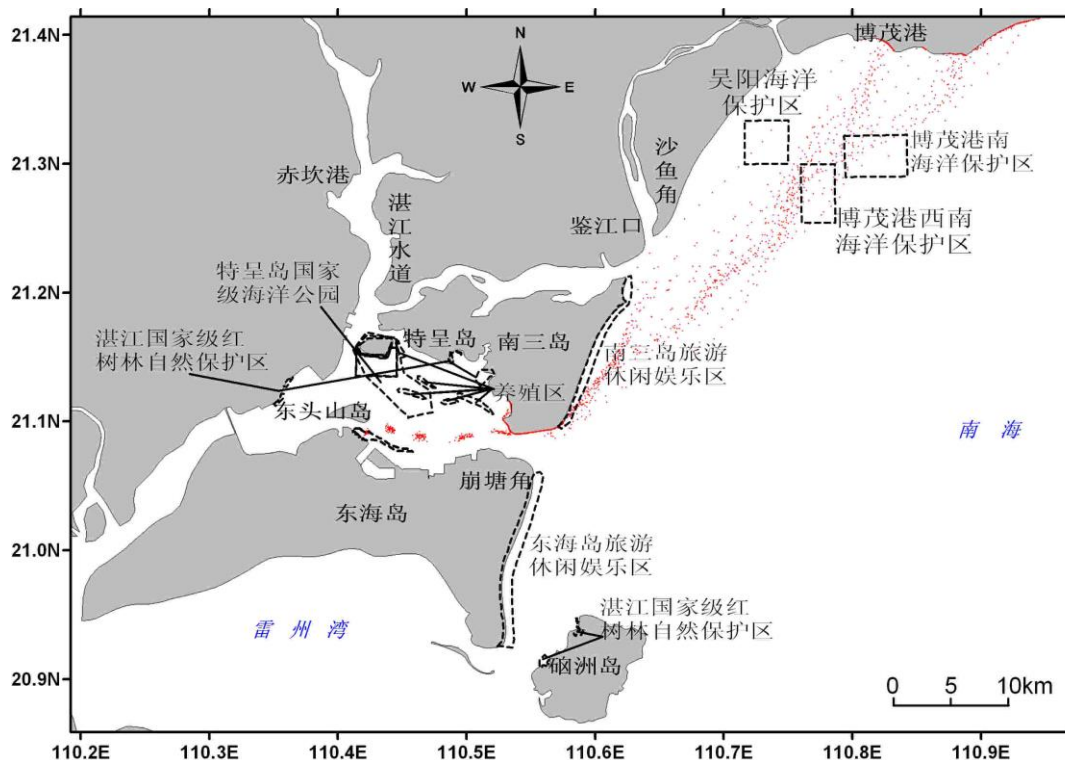 21.4N
21.3N
21.2N
21.1N
21.0N
20.9N
N
W
E
S
博茂港
吴阳海洋
保护区
博茂港南
海洋保护区
沙鱼角
赤坎港
湛江水道
鉴江口
博茂港西南
海洋保护区
特呈岛国家
级海洋公园
湛江国家级红
树林自然保护区
特呈岛
南三岛
南三岛旅游
休闲娱乐区
养殖区
东头山岛
南 海
崩塘角
东海岛
东海岛旅游
休闲娱乐区
湛江国家级红
树林自然保护区
雷 州 湾
硇洲岛
0 5 10km
110.2E 110.3E 110.4E 110.5E 110.6E 110.7E 110.8E 110.9E